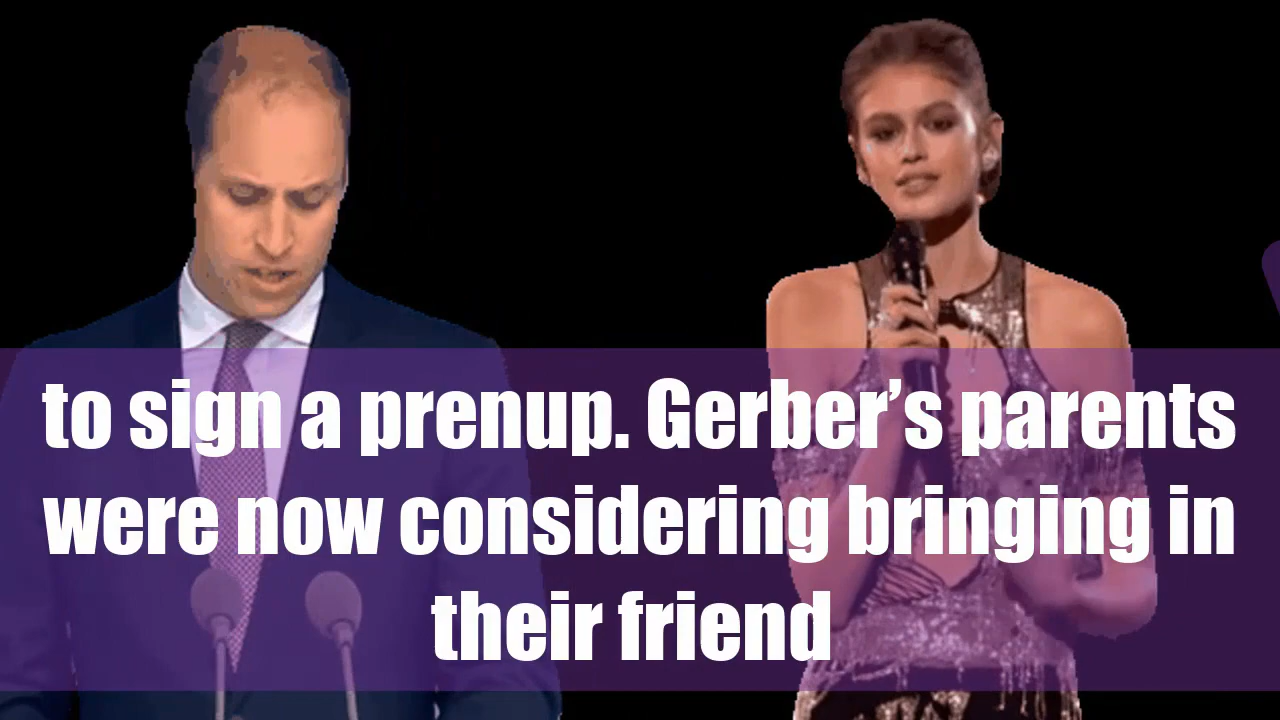 to sign a prenup. Gerber’s parents
were now considering bringing in
their friend